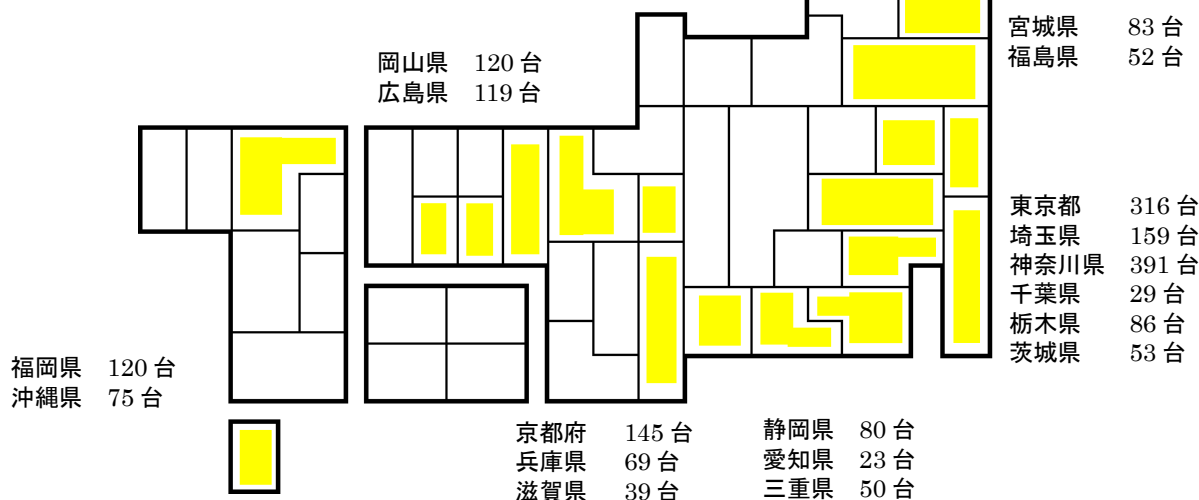 宮城県 83 台
福島県 52 台
岡山県 120 台
広島県 119 台
東京都 316 台
埼玉県 159 台
神奈川県 391 台
千葉県 29 台
栃木県 86 台
茨城県 53 台
福岡県 120 台
沖縄県 75 台
京都府 145 台
兵庫県 69 台
滋賀県 39 台
静岡県 80 台
愛知県 23 台
三重県 50 台